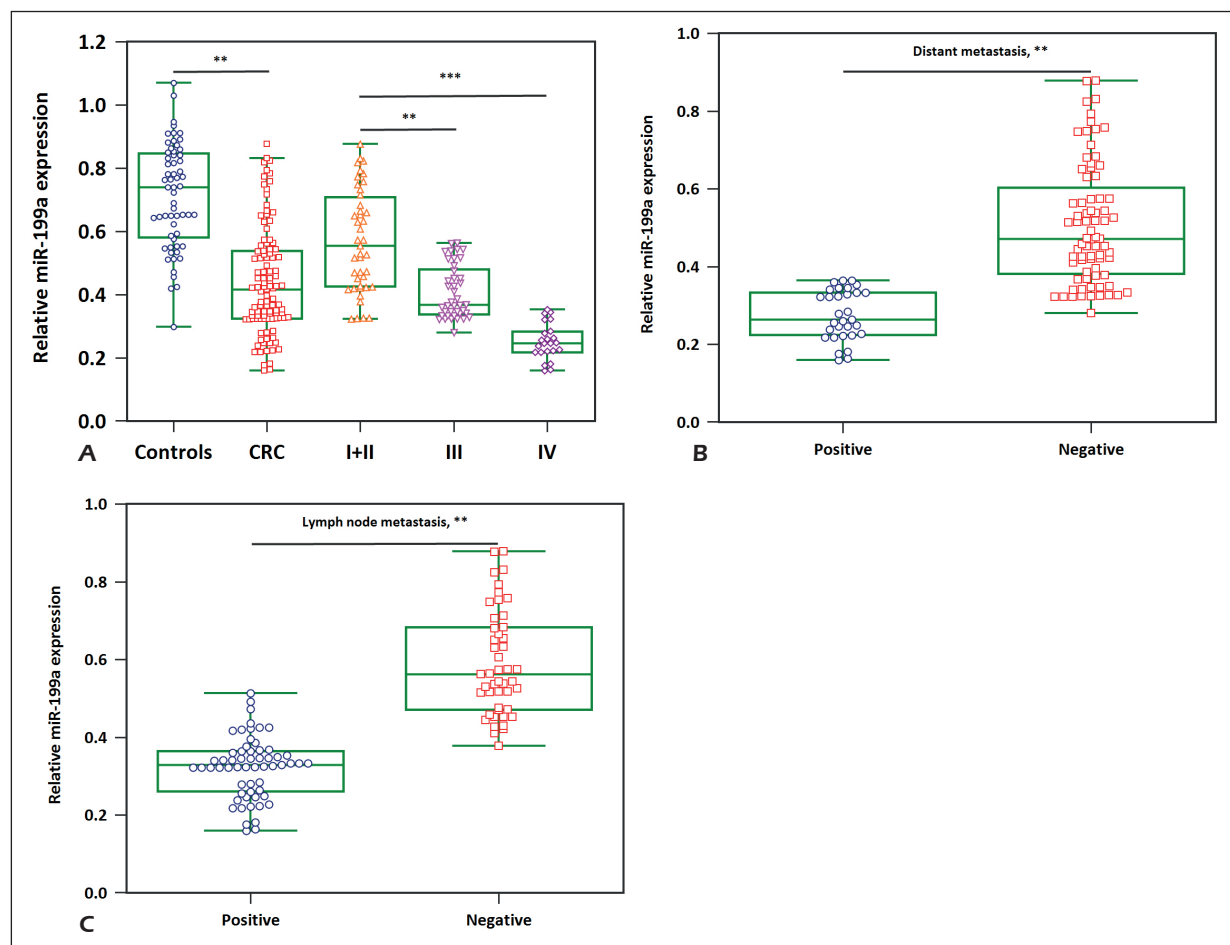 1.2
1.0
0.8
0.6
0.4
0.2
0.0
Relative miR-199a expression
**
***
**
Controls CRC I+II III IV
A
1.0
0.8
0.6
0.4
0.2
0.0
Relative miR-199a expression
Distant metastasis, **
Positive Negative
B
1.0
0.8
0.6
0.4
0.2
0.0
Relative miR-199a expression
Lymph node metastasis, **
Positive Negative
C